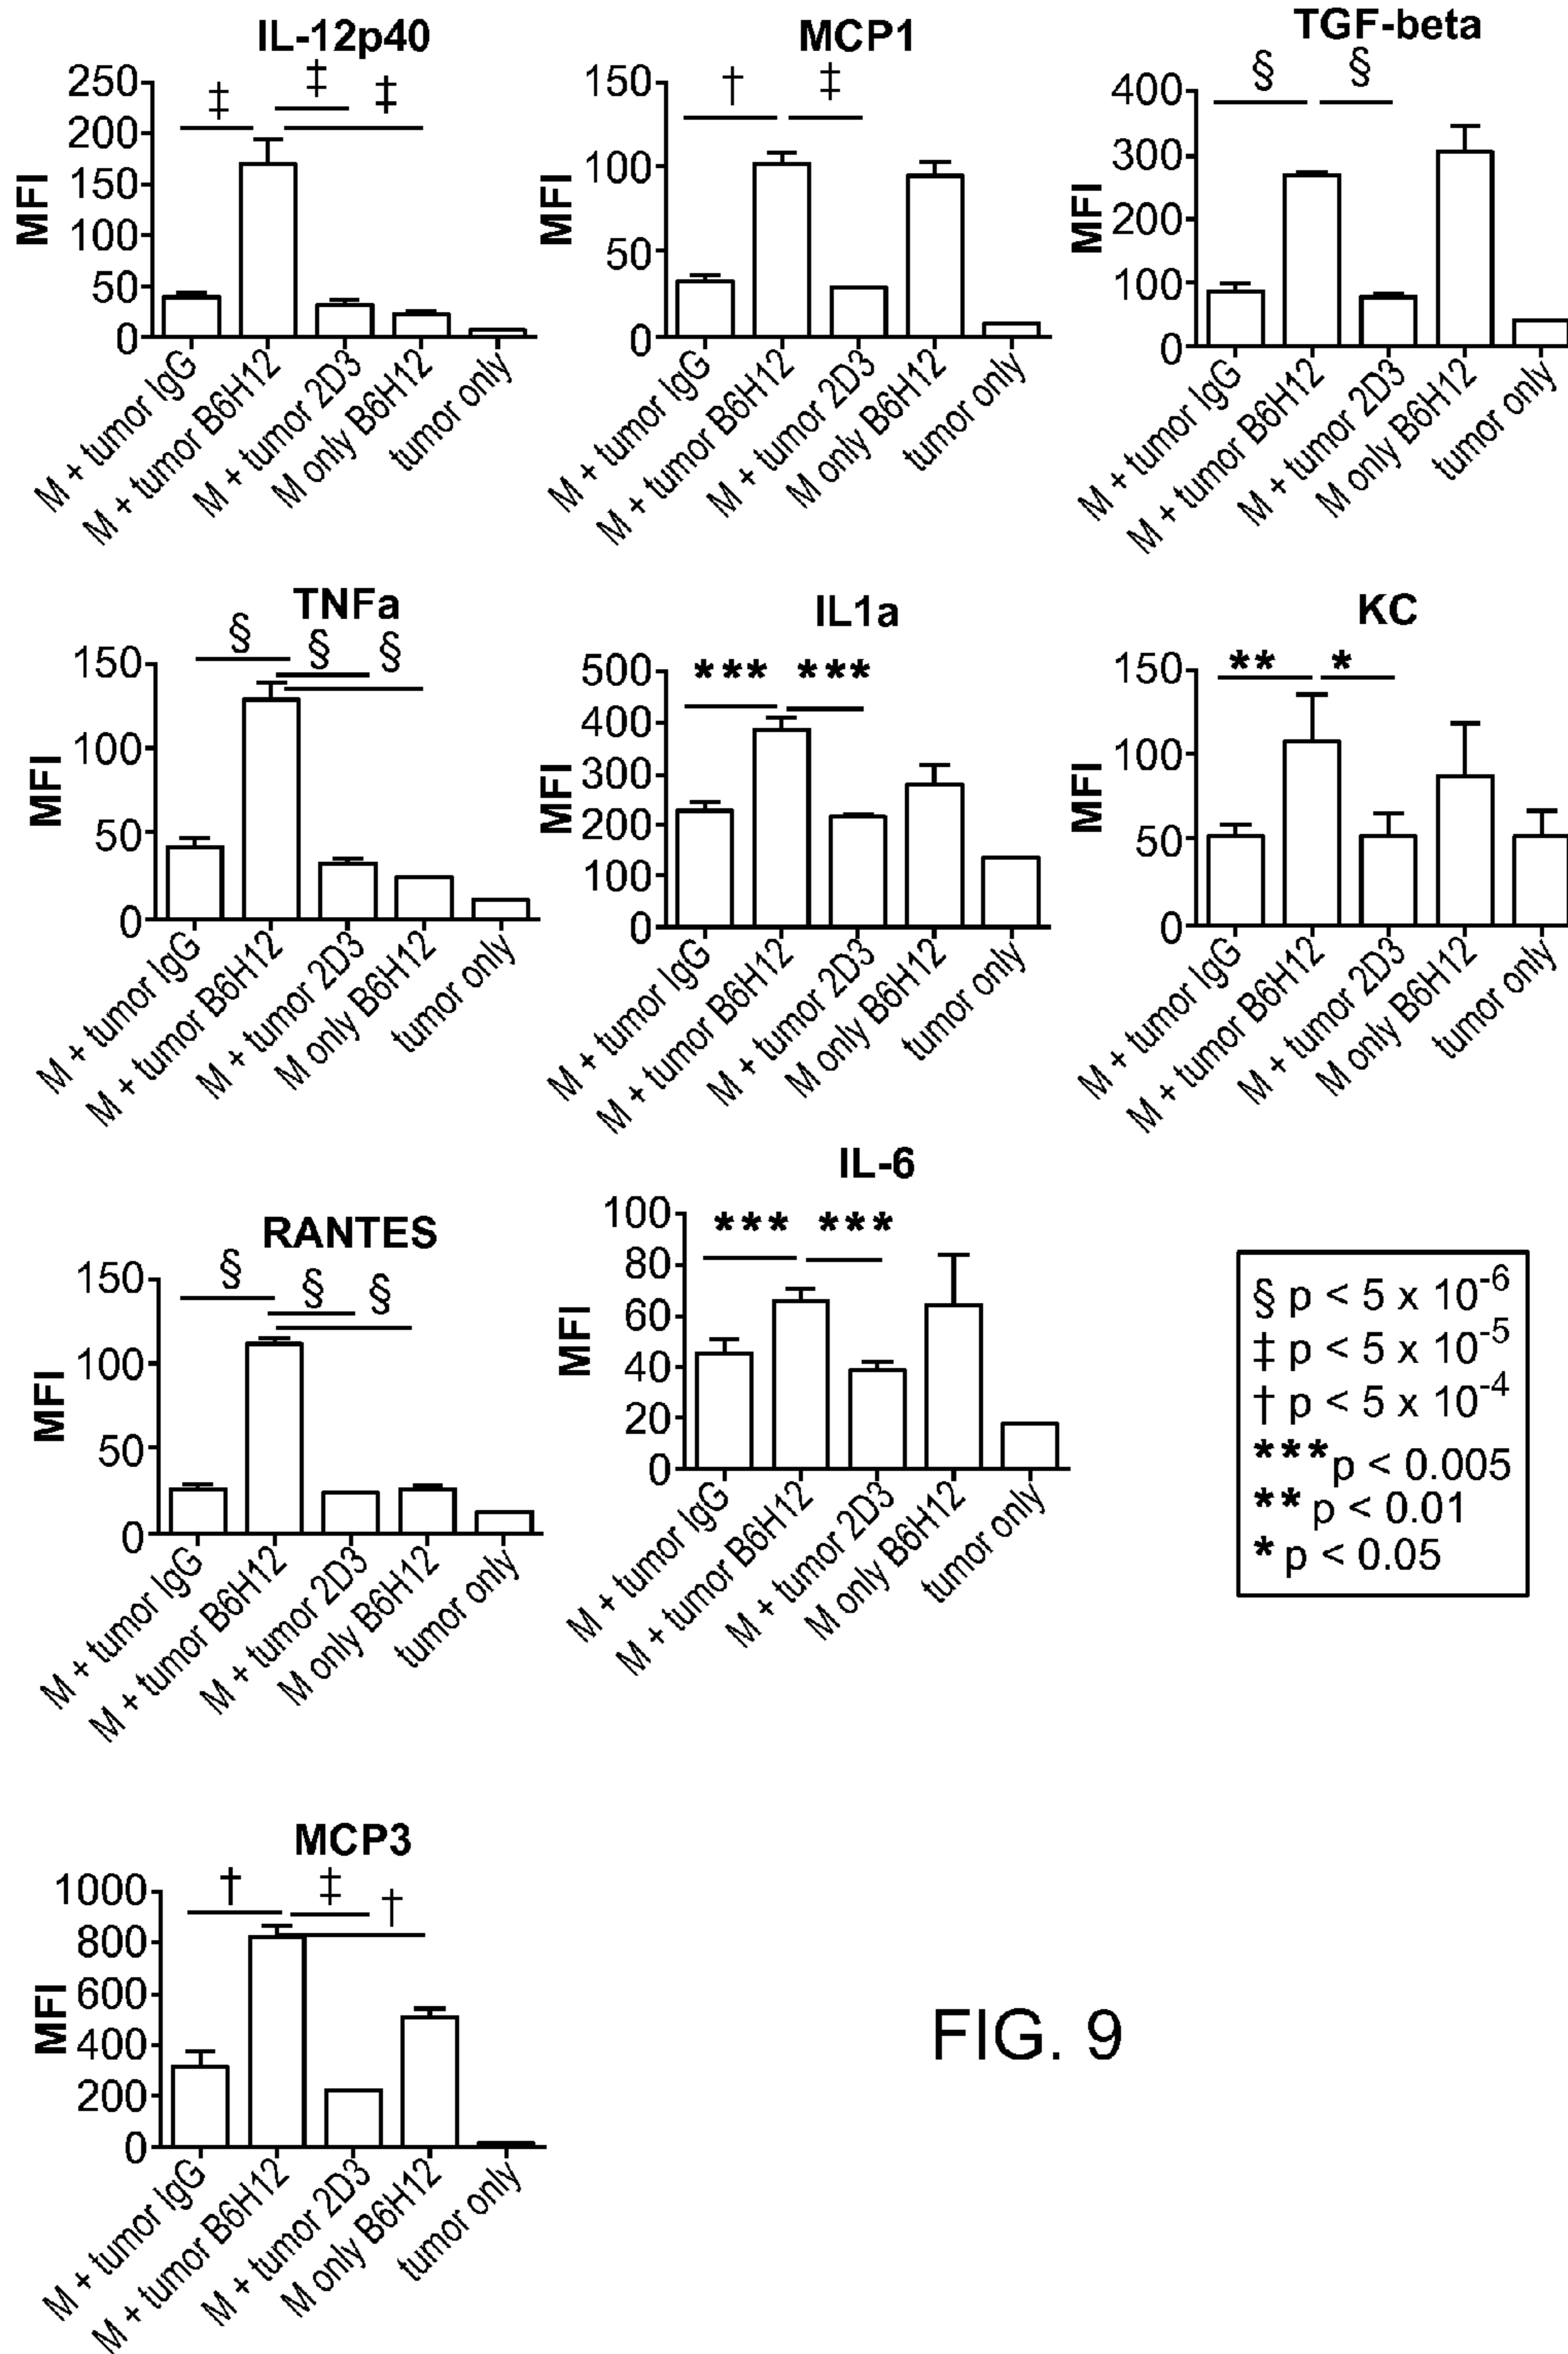 IL-12p40
‡ ‡ ‡
MFI
250
200
150
100
50
0
M + tumor IgG
M + tumor B6H12
M + tumor 2D3
M only B6H12
tumor only
MCP1
† ‡
MFI
150
100
50
0
M + tumor IgG
M + tumor B6H12
M + tumor 2D3
M only B6H12
tumor only
TGF-beta
§ §
MFI
400
300
200
100
0
M + tumor IgG
M + tumor B6H12
M + tumor 2D3
M only B6H12
tumor only
TNFa
§ § §
MFI
150
100
50
0
M + tumor IgG
M + tumor B6H12
M + tumor 2D3
M only B6H12
tumor only
IL1a
*** ***
MFI
500
400
300
200
100
0
M + tumor IgG
M + tumor B6H12
M + tumor 2D3
M only B6H12
tumor only
KC
** *
MFI
150
100
50
0
M + tumor IgG
M + tumor B6H12
M + tumor 2D3
M only B6H12
tumor only
RANTES
§ § §
MFI
150
100
50
0
M + tumor IgG
M + tumor B6H12
M + tumor 2D3
M only B6H12
tumor only
IL-6
*** ***
MFI
100
80
60
40
20
0
M + tumor IgG
M + tumor B6H12
M + tumor 2D3
M only B6H12
tumor only
§ p < 5 x 10⁻⁶
‡ p < 5 x 10⁻⁵
† p < 5 x 10⁻⁴
*** p < 0.005
** p < 0.01
* p < 0.05
MCP3
† ‡ †
MFI
1000
800
600
400
200
0
M + tumor IgG
M + tumor B6H12
M + tumor 2D3
M only B6H12
tumor only
FIG. 9